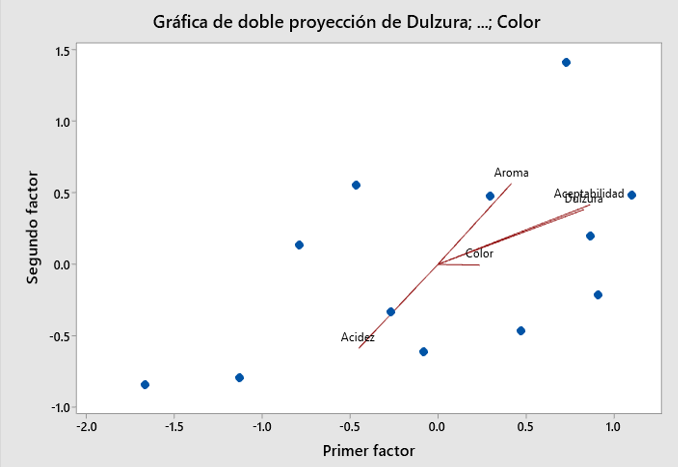 Gráfica de doble proyección de Dulzura; ...; Color
1.5
1.0
0.5
0.0
-0.5
-1.0
Segundo factor
Aroma
Aceptabilidad
Dulzura
Color
Acidez
-2.0 -1.5 -1.0 -0.5 0.0 0.5 1.0
Primer factor